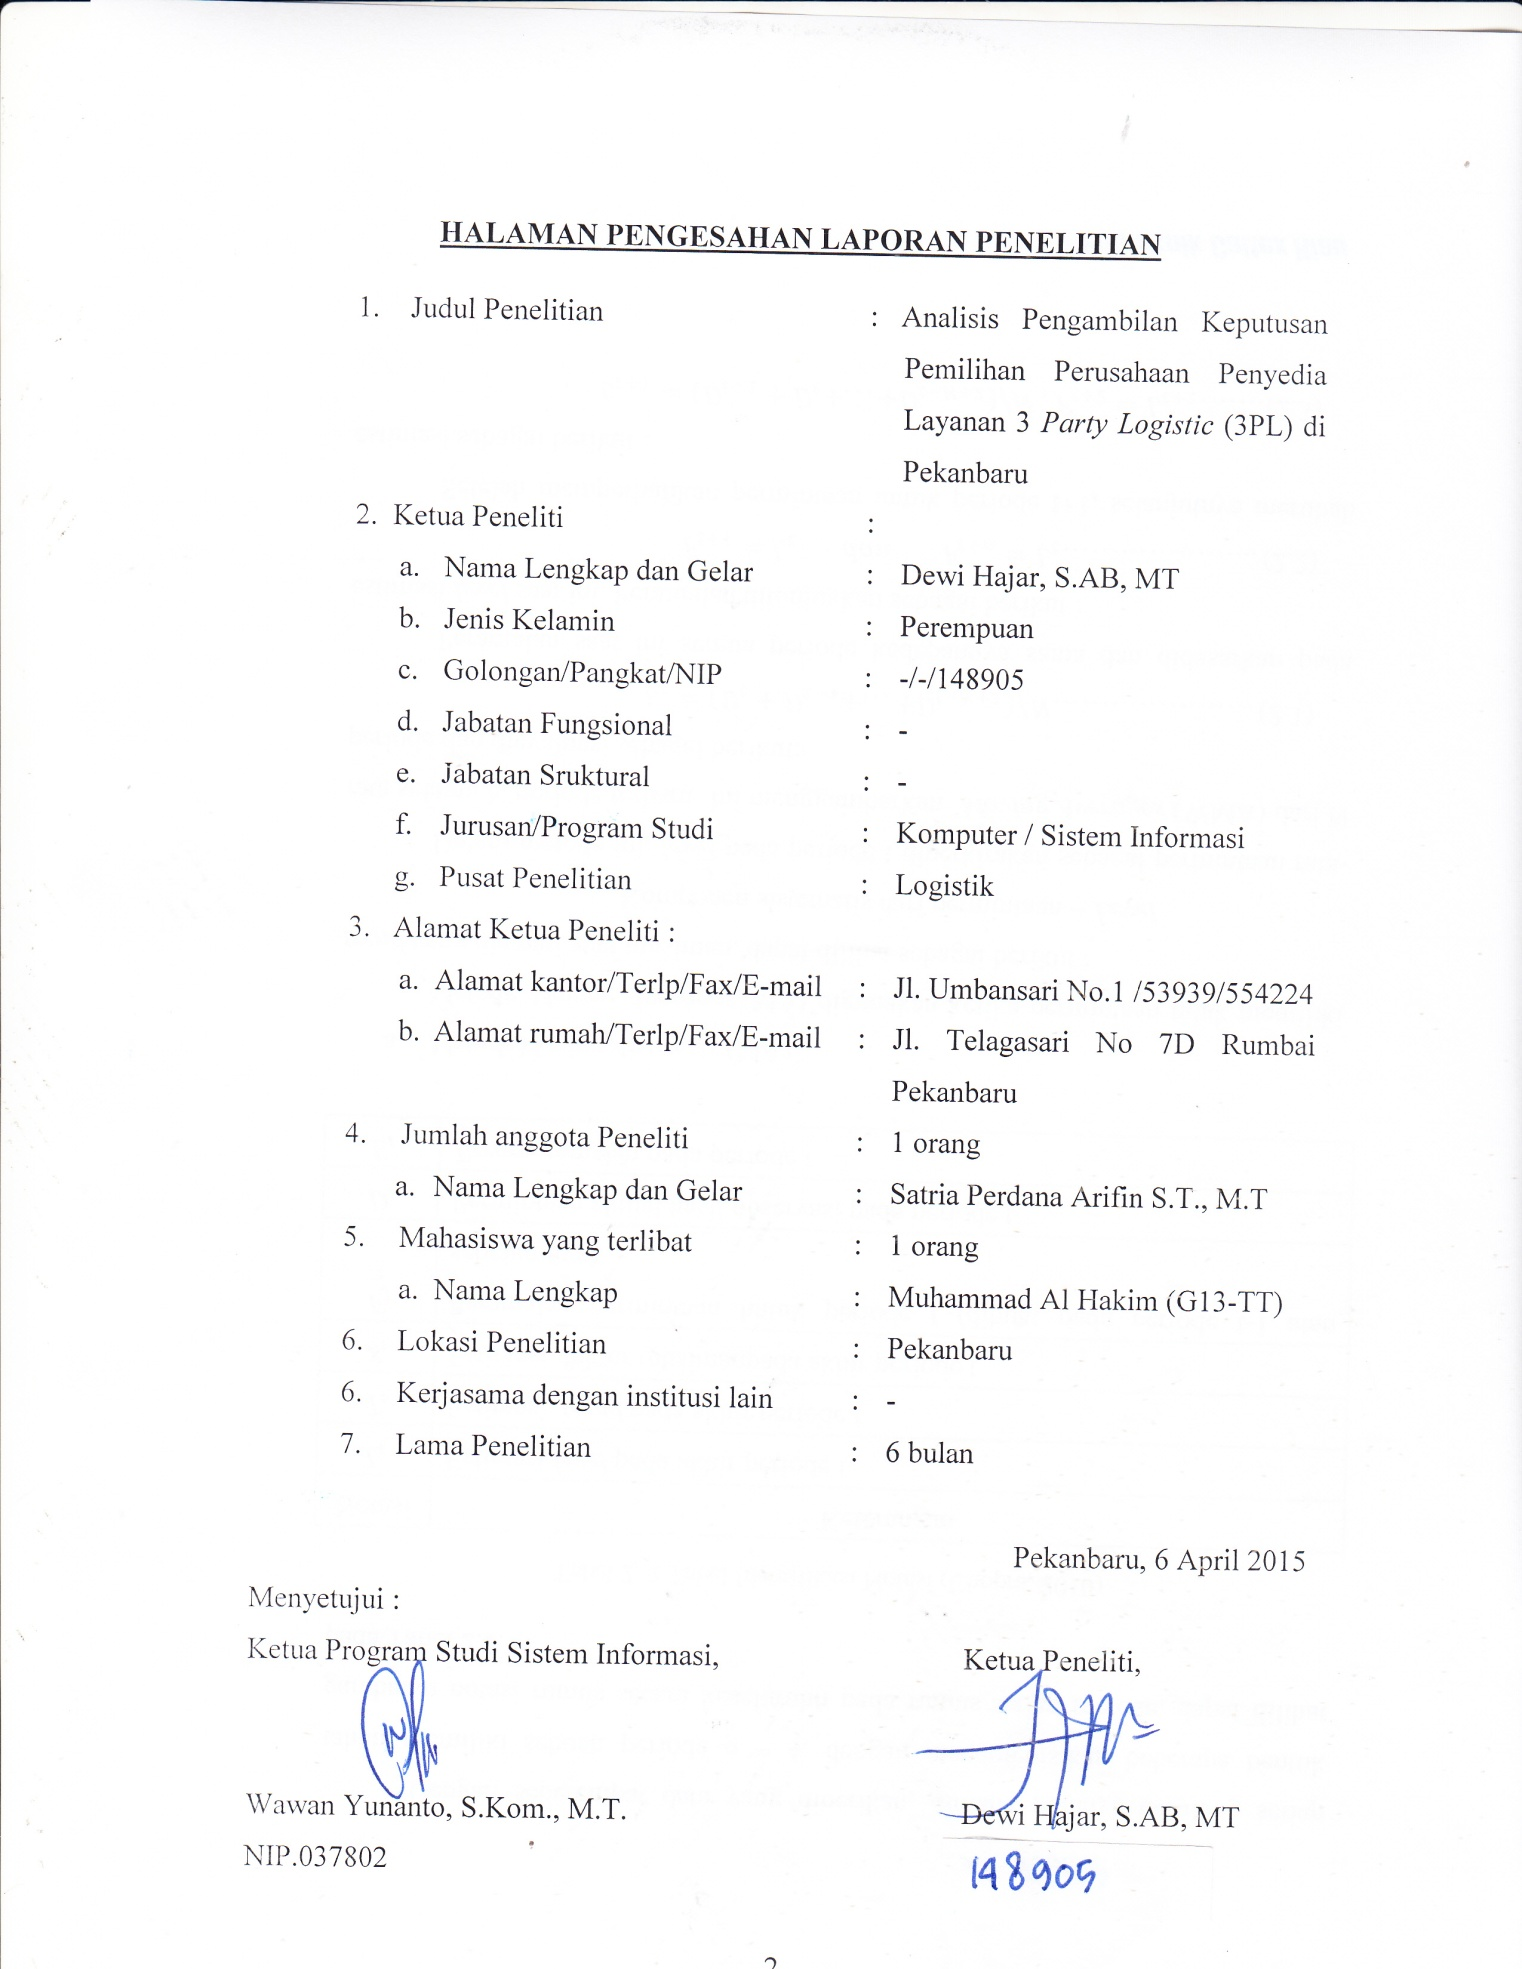 HALAMAN PENGESAHAN LAPORAN PENELITIAN
1. Judul Penelitian : Analisis Pengambilan Keputusan
Pemilihan Perusahaan Penyedia
Layanan 3 Party Logistic (3PL) di
Pekanbaru
2. Ketua Peneliti :
a. Nama Lengkap dan Gelar : Dewi Hajar, S.AB, MT
b. Jenis Kelamin : Perempuan
c. Golongan/Pangkat/NIP : -/-/148905
d. Jabatan Fungsional : -
e. Jabatan Sruktural : -
f. Jurusan/Program Studi : Komputer / Sistem Informasi
g. Pusat Penelitian : Logistik
3. Alamat Ketua Peneliti :
a. Alamat kantor/Terlp/Fax/E-mail : Jl. Umbansari No.1 /53939/554224
b. Alamat rumah/Terlp/Fax/E-mail : Jl. Telagasari No 7D Rumbai
Pekanbaru
4. Jumlah anggota Peneliti : 1 orang
a. Nama Lengkap dan Gelar : Satria Perdana Arifin S.T., M.T
5. Mahasiswa yang terlibat : 1 orang
a. Nama Lengkap : Muhammad Al Hakim (G13-TT)
6. Lokasi Penelitian : Pekanbaru
6. Kerjasama dengan institusi lain : -
7. Lama Penelitian : 6 bulan
Pekanbaru, 6 April 2015
Menyetujui :
Ketua Program Studi Sistem Informasi, Ketua Peneliti,
Wawan Yunanto, S.Kom., M.T. Dewi Hajar, S.AB, MT
NIP.037802 148905
2